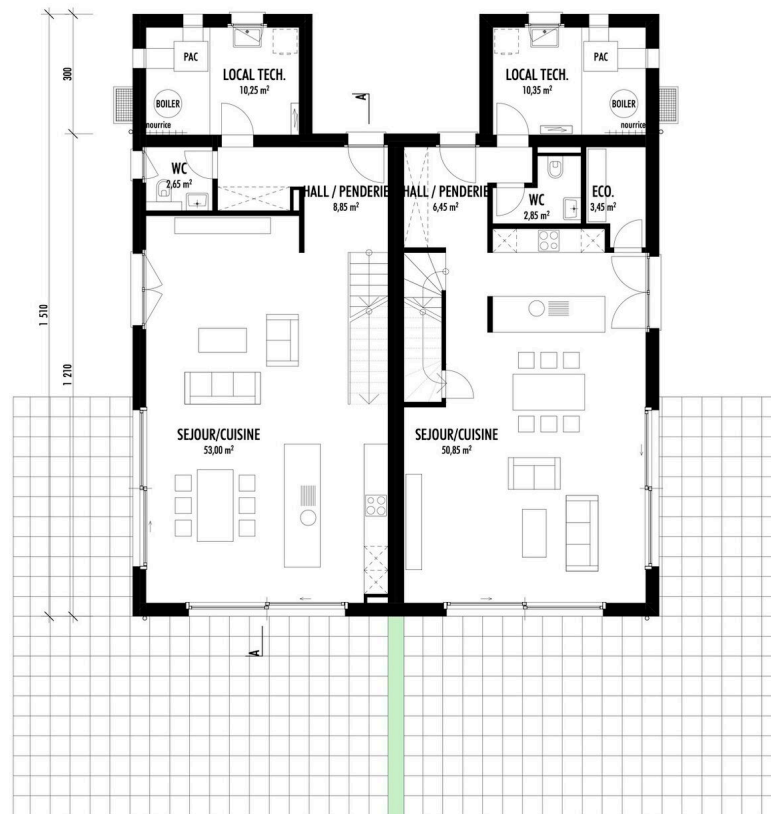 PAC
LOCAL TECH.
10,25 m²
BOILER
nourrice
LOCAL TECH.
10,35 m²
PAC
BOILER
nourrice
300
A
WC
2,65 m²
HALL / PENDERIE
8,85 m²
HALL / PENDERIE
6,45 m²
WC
2,85 m²
ECO.
3,45 m²
1 510
1 210
SEJOUR/CUISINE
53,00 m²
SEJOUR/CUISINE
50,85 m²
A